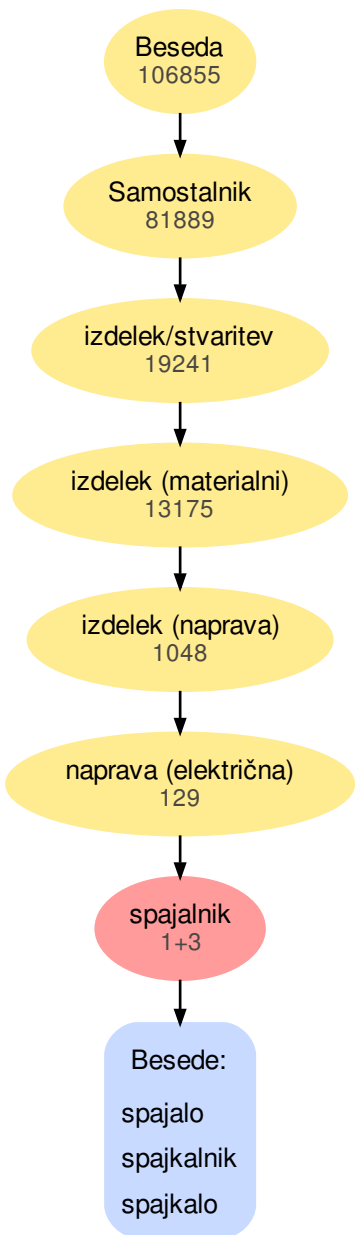 Beseda
106855
Samostalnik
81889
izdelek/stvaritev
19241
izdelek (materialni)
13175
izdelek (naprava)
1048
naprava (električna)
129
spajalnik
1+3
Besede:
spajalo
spajkalnik
spajkalo